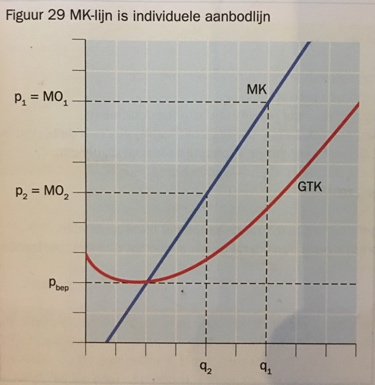 Figuur 29 MK-lijn is individuele aanbodlijn
MK
p₁ = MO₁
p₂ = MO₂
GTK
pbep
q₂
q₁